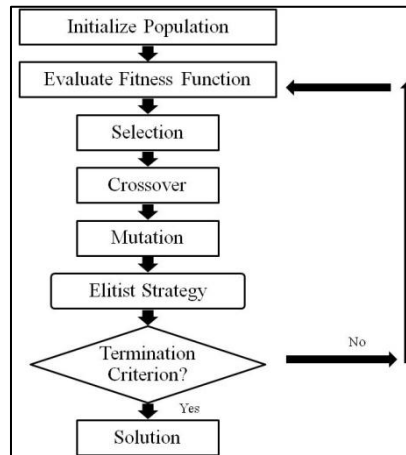 Initialize Population
Evaluate Fitness Function
Selection
Crossover
Mutation
Elitist Strategy
Termination
Criterion?
No
Yes
Solution